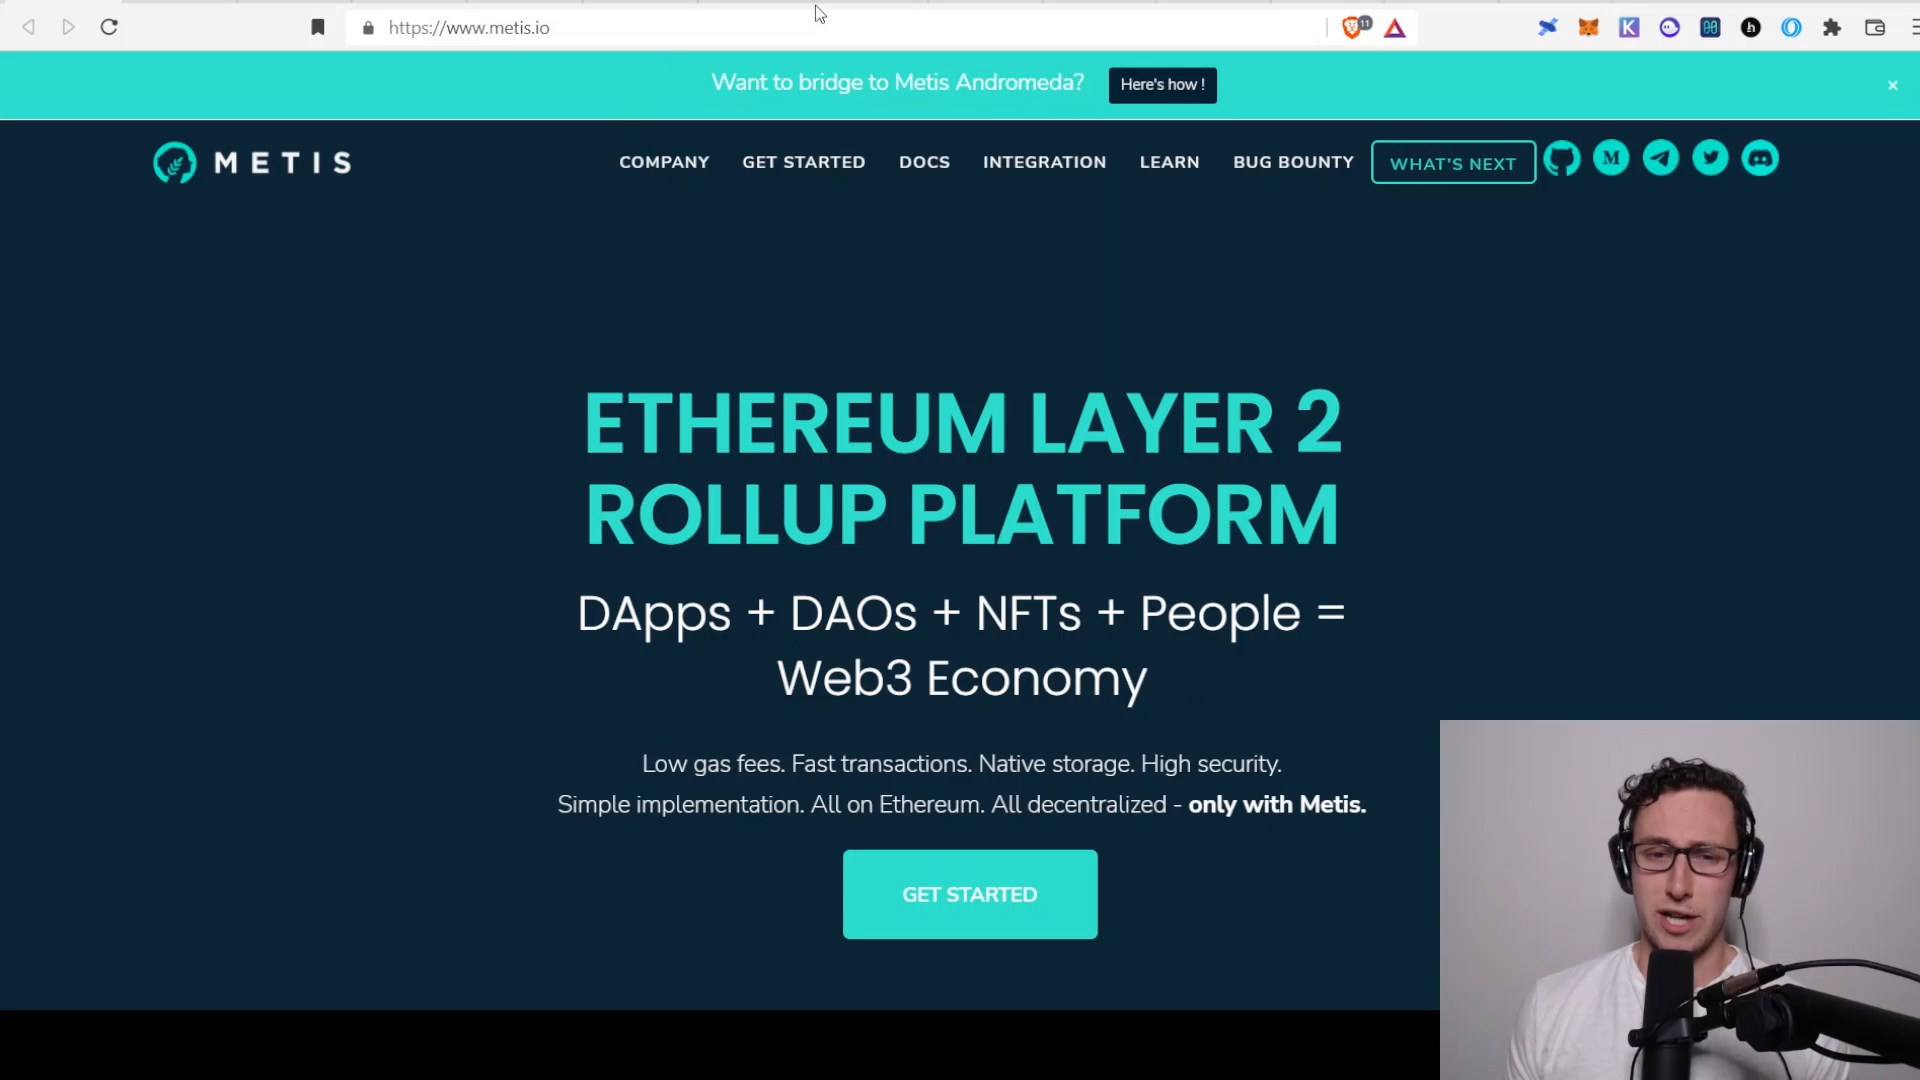 https://www.metis.io
11
Want to bridge to Metis Andromeda? Here's how !
METIS
COMPANY GET STARTED DOCS INTEGRATION LEARN BUG BOUNTY WHAT'S NEXT
ETHEREUM LAYER 2
ROLLUP PLATFORM
DApps + DAOs + NFTs + People =
Web3 Economy
Low gas fees. Fast transactions. Native storage. High security.
Simple implementation. All on Ethereum. All decentralized - only with Metis.
GET STARTED